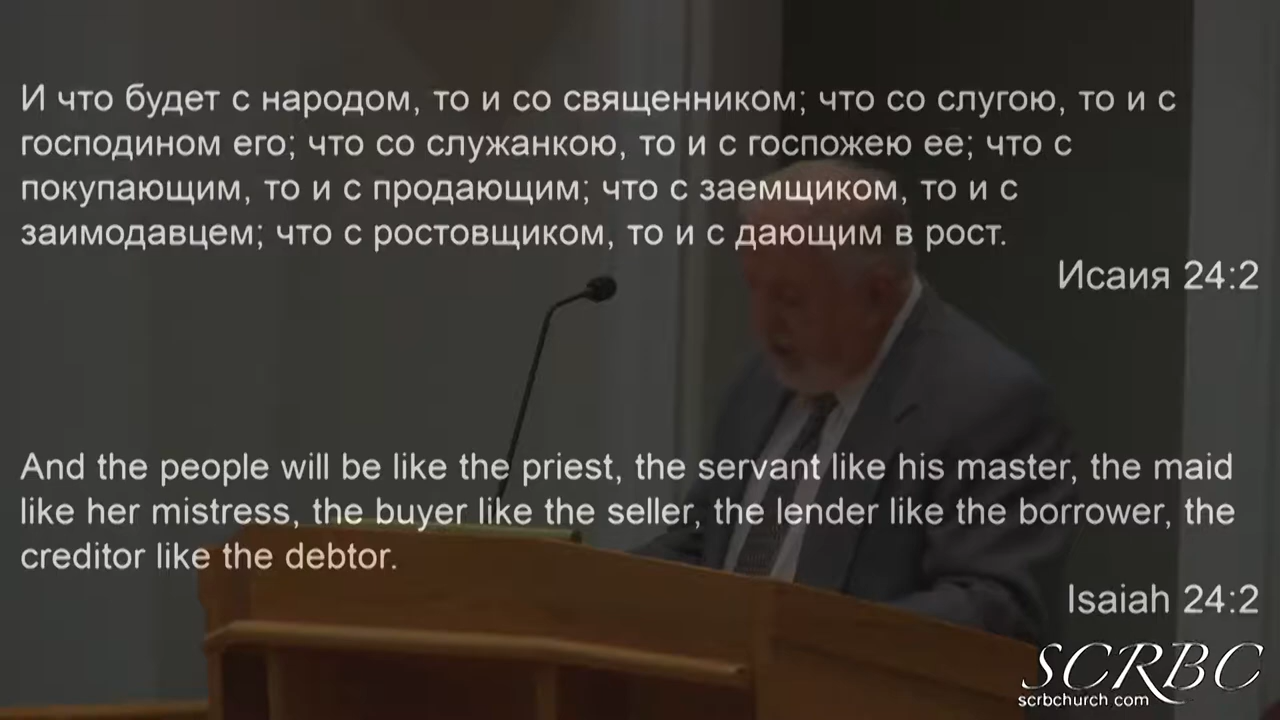 И что будет с народом, то и со священником; что со слугою, то и с
господином его; что со служанкою, то и с госпожею ее; что с
покупающим, то и с продающим; что с заемщиком, то и с
заимодавцем; что с ростовщиком, то и с дающим в рост.
Исаия 24:2
And the people will be like the priest, the servant like his master, the maid
like her mistress, the buyer like the seller, the lender like the borrower, the
creditor like the debtor.
Isaiah 24:2
SCRBC
scrbchurch.com